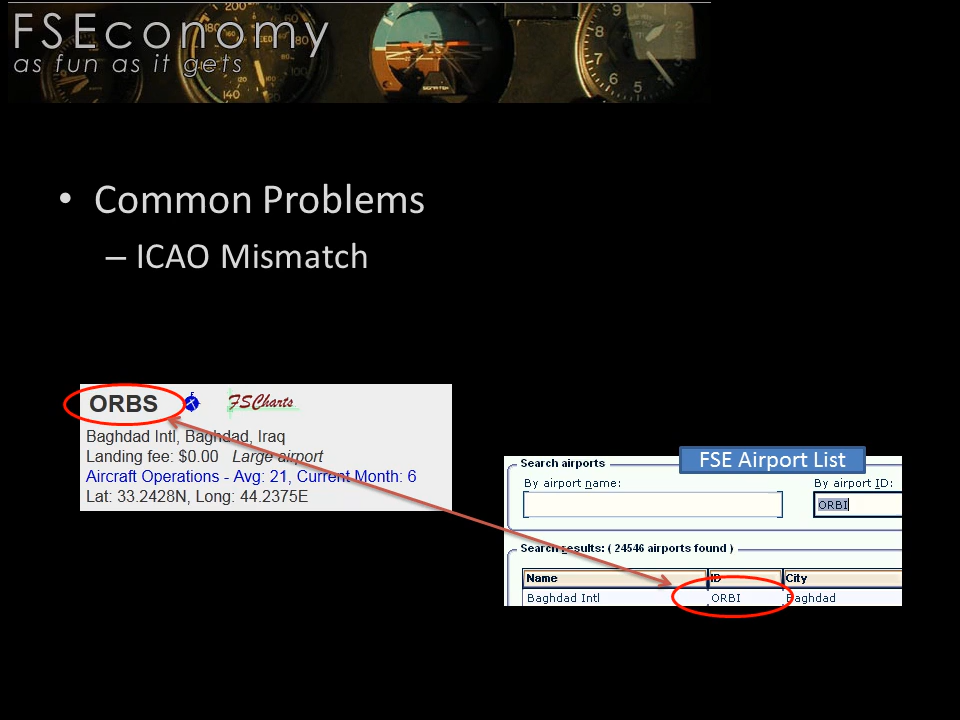 FSEconomy
as fun as it gets
• Common Problems
– ICAO Mismatch
ORBS
FSCharts
Baghdad Intl, Baghdad, Iraq
Landing fee: $0.00 Large airport
Aircraft Operations - Avg: 21, Current Month: 6
Lat: 33.2428N, Long: 44.2375E
FSE Airport List
Search airports
By airport name:
By airport ID:
ORBI
Search results: ( 24546 airports found )
Name ID City
Baghdad Intl ORBI Baghdad